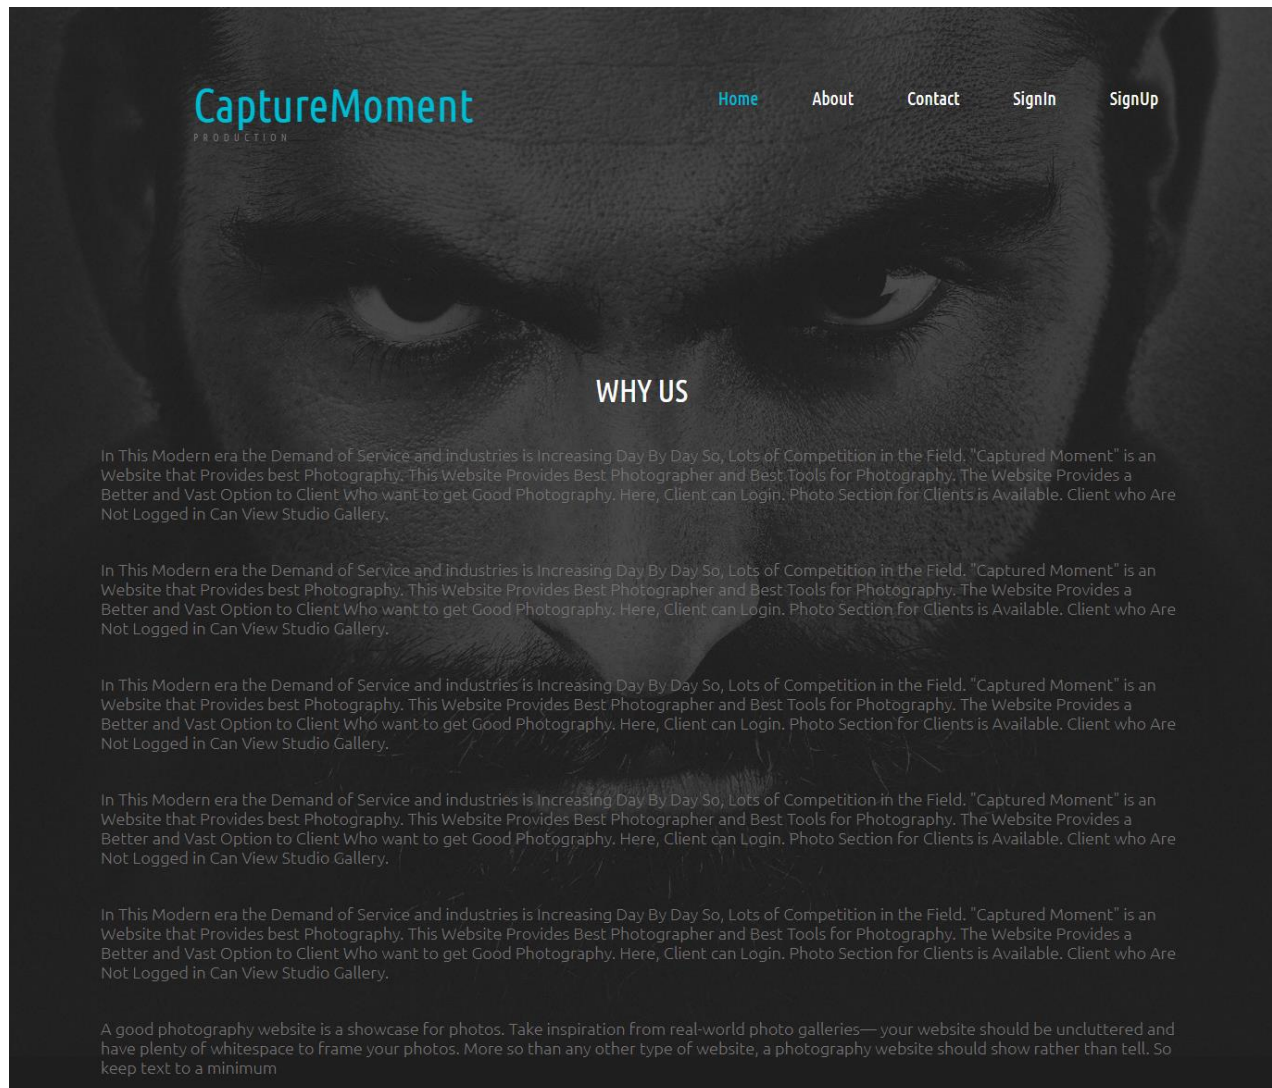 CaptureMoment
PRODUCTION
Home About Contact SignIn SignUp
WHY US
In This Modern era the Demand of Service and industries is Increasing Day By Day So, Lots of Competition in the Field. "Captured Moment" is an
Website that Provides best Photography. This Website Provides Best Photographer and Best Tools for Photography. The Website Provides a
Better and Vast Option to Client Who want to get Good Photography. Here, Client can Login. Photo Section for Clients is Available. Client who Are
Not Logged in Can View Studio Gallery.
In This Modern era the Demand of Service and industries is Increasing Day By Day So, Lots of Competition in the Field. "Captured Moment" is an
Website that Provides best Photography. This Website Provides Best Photographer and Best Tools for Photography. The Website Provides a
Better and Vast Option to Client Who want to get Good Photography. Here, Client can Login. Photo Section for Clients is Available. Client who Are
Not Logged in Can View Studio Gallery.
In This Modern era the Demand of Service and industries is Increasing Day By Day So, Lots of Competition in the Field. "Captured Moment" is an
Website that Provides best Photography. This Website Provides Best Photographer and Best Tools for Photography. The Website Provides a
Better and Vast Option to Client Who want to get Good Photography. Here, Client can Login. Photo Section for Clients is Available. Client who Are
Not Logged in Can View Studio Gallery.
In This Modern era the Demand of Service and industries is Increasing Day By Day So, Lots of Competition in the Field. "Captured Moment" is an
Website that Provides best Photography. This Website Provides Best Photographer and Best Tools for Photography. The Website Provides a
Better and Vast Option to Client Who want to get Good Photography. Here, Client can Login. Photo Section for Clients is Available. Client who Are
Not Logged in Can View Studio Gallery.
In This Modern era the Demand of Service and industries is Increasing Day By Day So, Lots of Competition in the Field. "Captured Moment" is an
Website that Provides best Photography. This Website Provides Best Photographer and Best Tools for Photography. The Website Provides a
Better and Vast Option to Client Who want to get Good Photography. Here, Client can Login. Photo Section for Clients is Available. Client who Are
Not Logged in Can View Studio Gallery.
A good photography website is a showcase for photos. Take inspiration from real-world photo galleries— your website should be uncluttered and
have plenty of whitespace to frame your photos. More so than any other type of website, a photography website should show rather than tell. So
keep text to a minimum